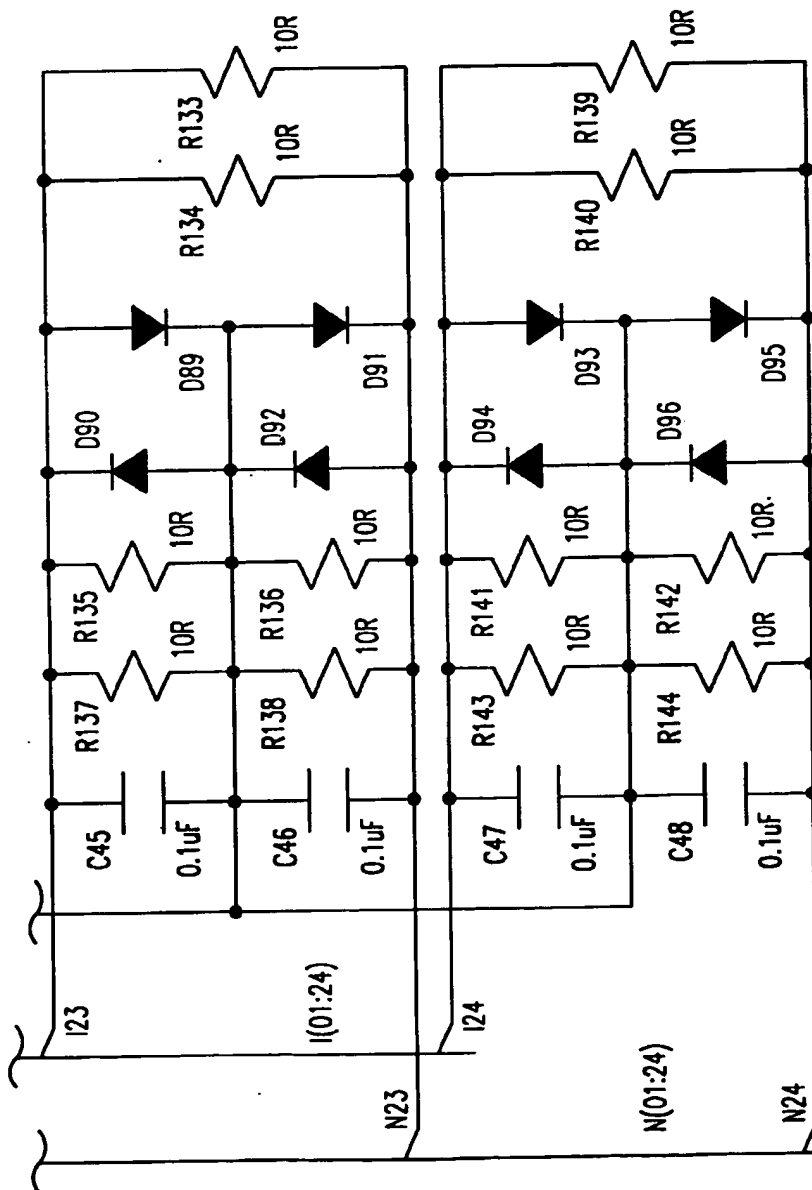 10R
R133
10R
R134
D89
D91
D90
D92
10R
R135
10R
R136
10R
R137
10R
R138
C45
0.1uF
C46
0.1uF
I23
I(01:24)
N23
10R
R139
10R
R140
D93
D95
D94
D96
10R
R141
10R.
R142
10R
R143
10R
R144
C47
0.1uF
C48
0.1uF
I24
N(01:24)
N24